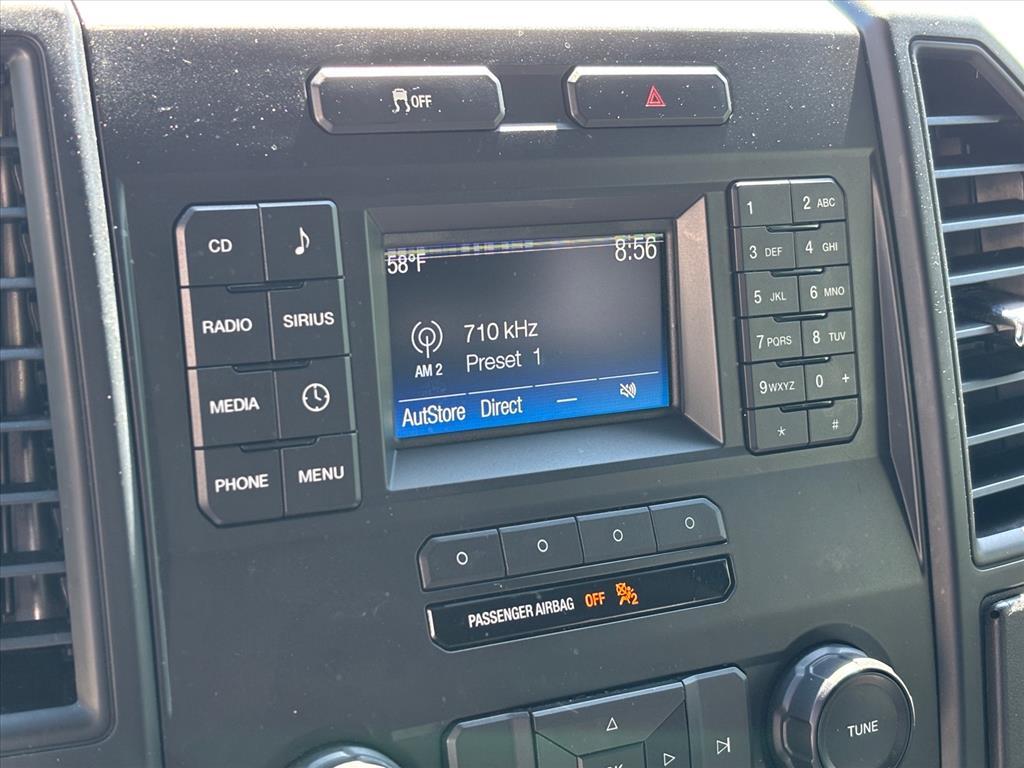 OFF
CD
RADIO
SIRIUS
MEDIA
PHONE
MENU
58°F
8:56
AM 2
710 kHz
Preset 1
AutStore
Direct
—
1
2 ABC
3 DEF
4 GHI
5 JKL
6 MNO
7 PQRS
8 TUV
9 WXYZ
0 +
*
#
PASSENGER AIRBAG OFF 2
TUNE